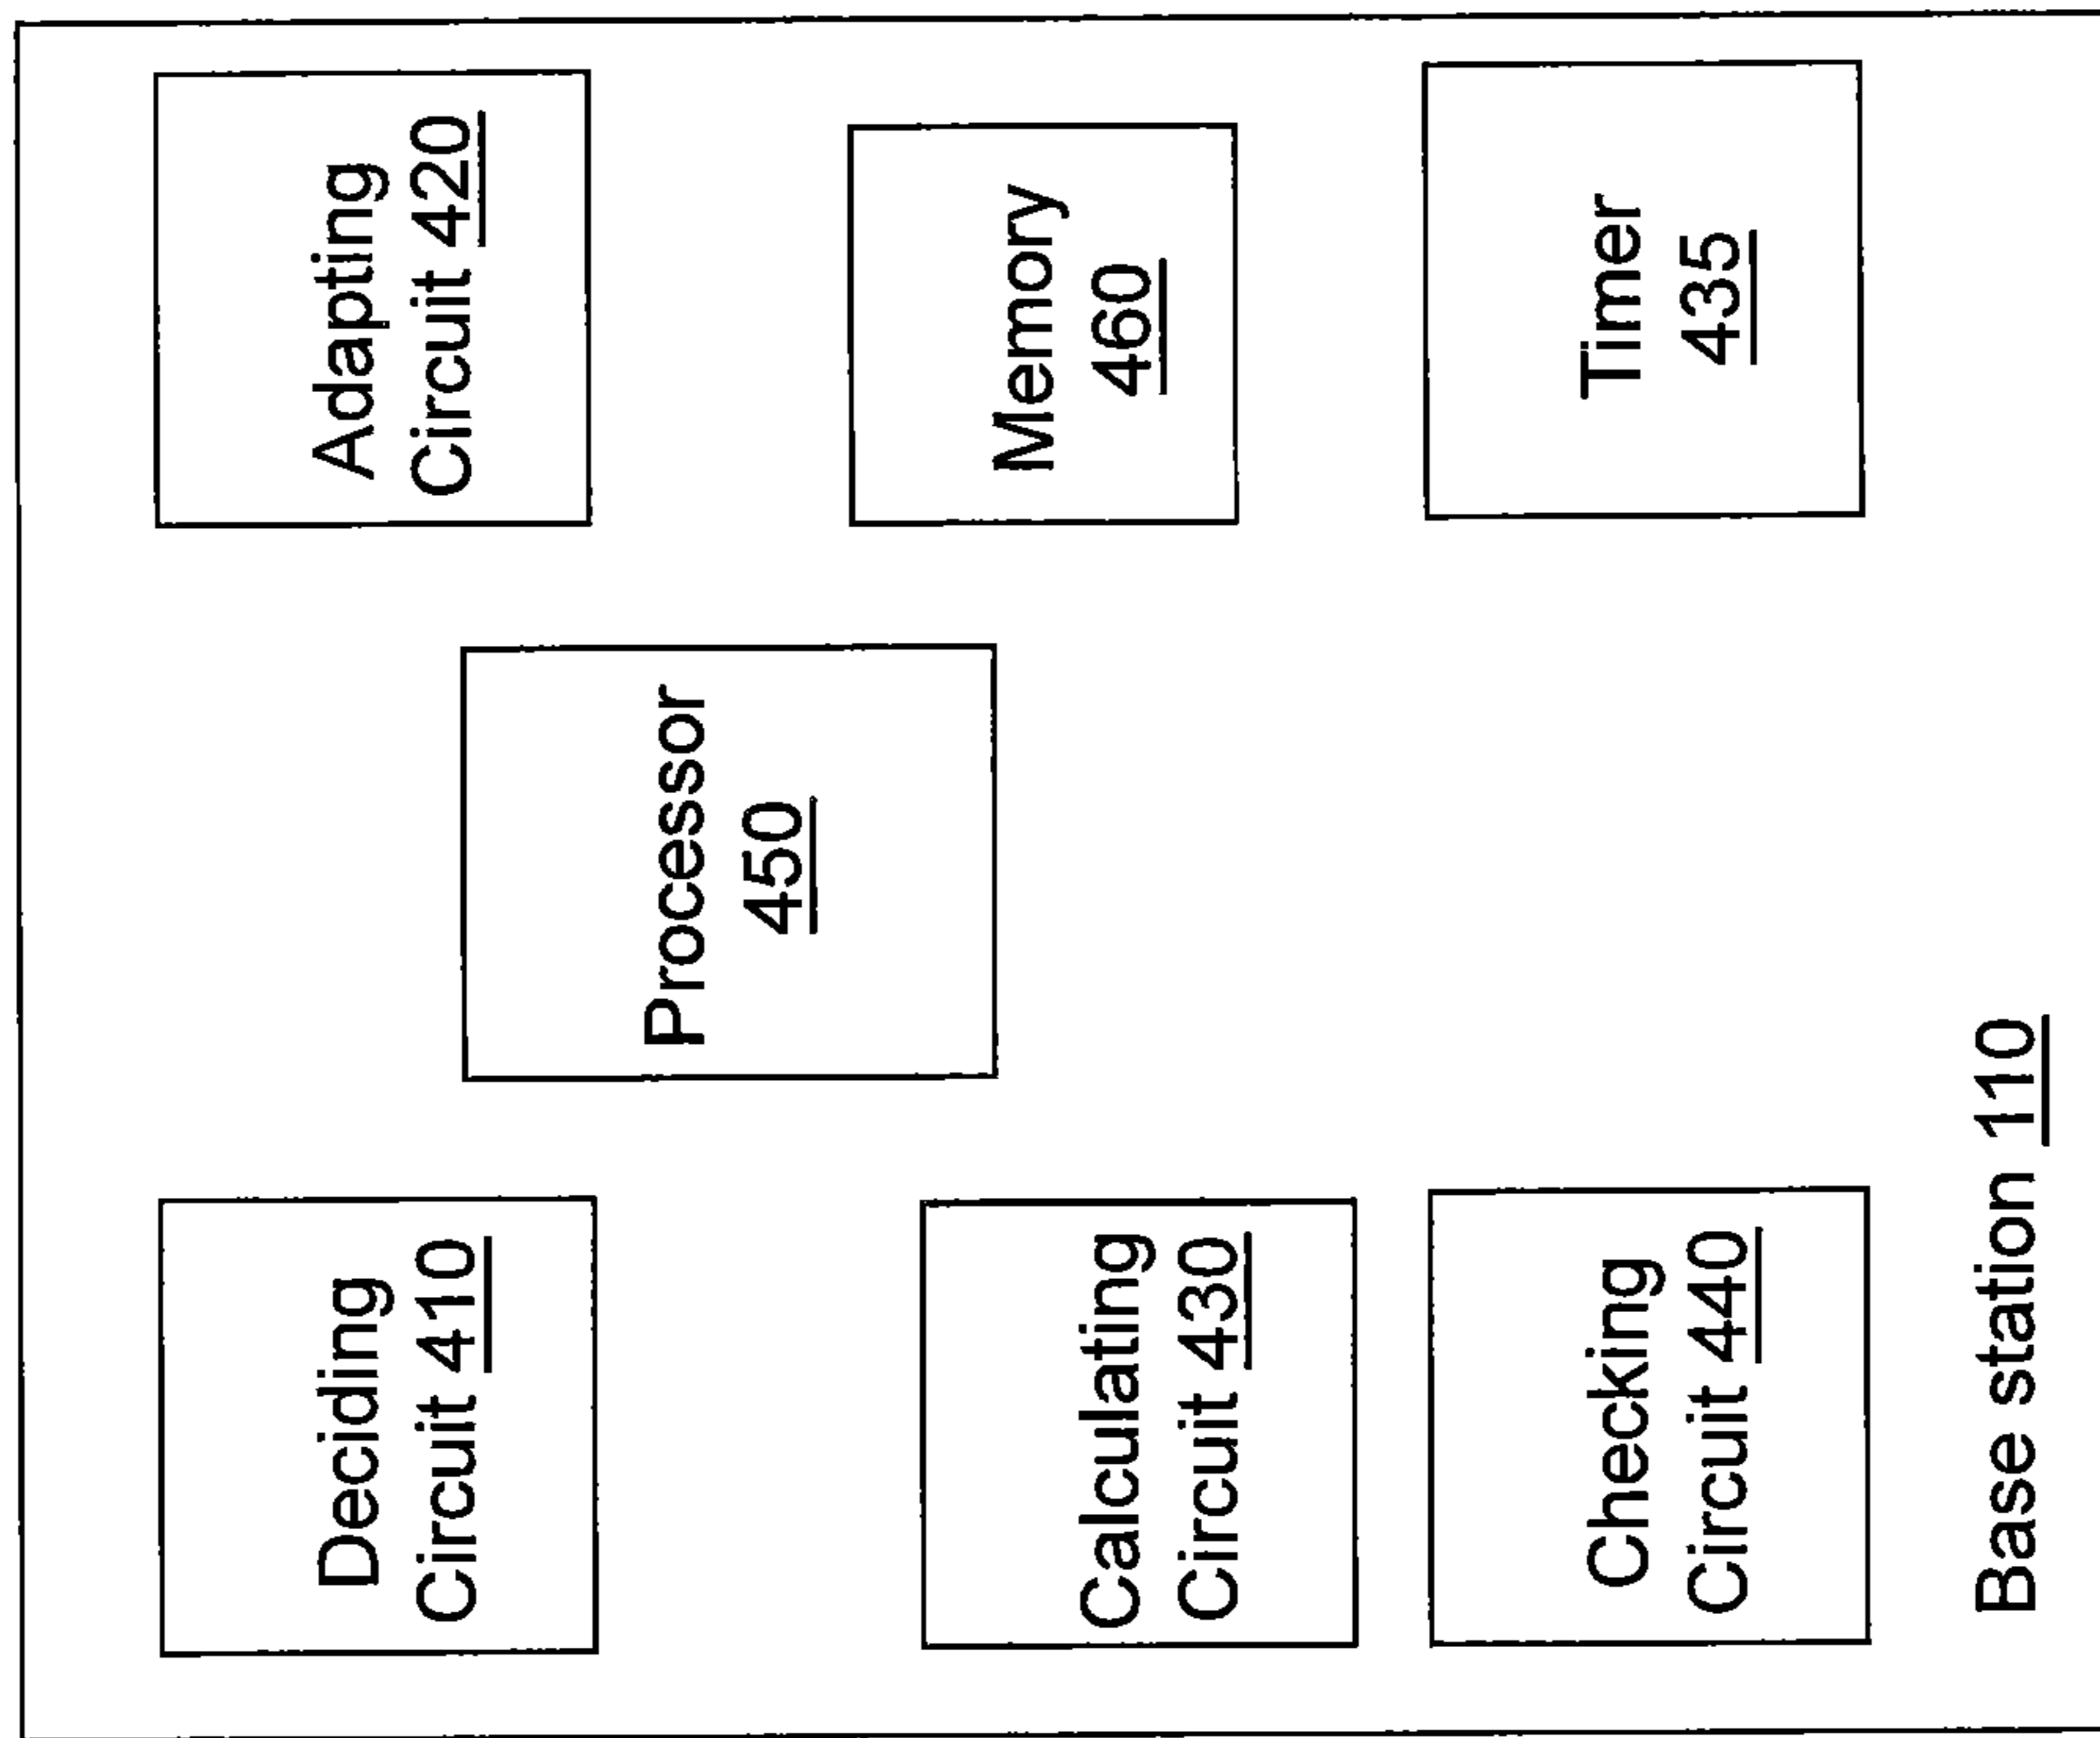 Deciding
Circuit 410
Adapting
Circuit 420
Processor
450
Calculating
Circuit 430
Memory
460
Checking
Circuit 440
Timer
435
Base station 110